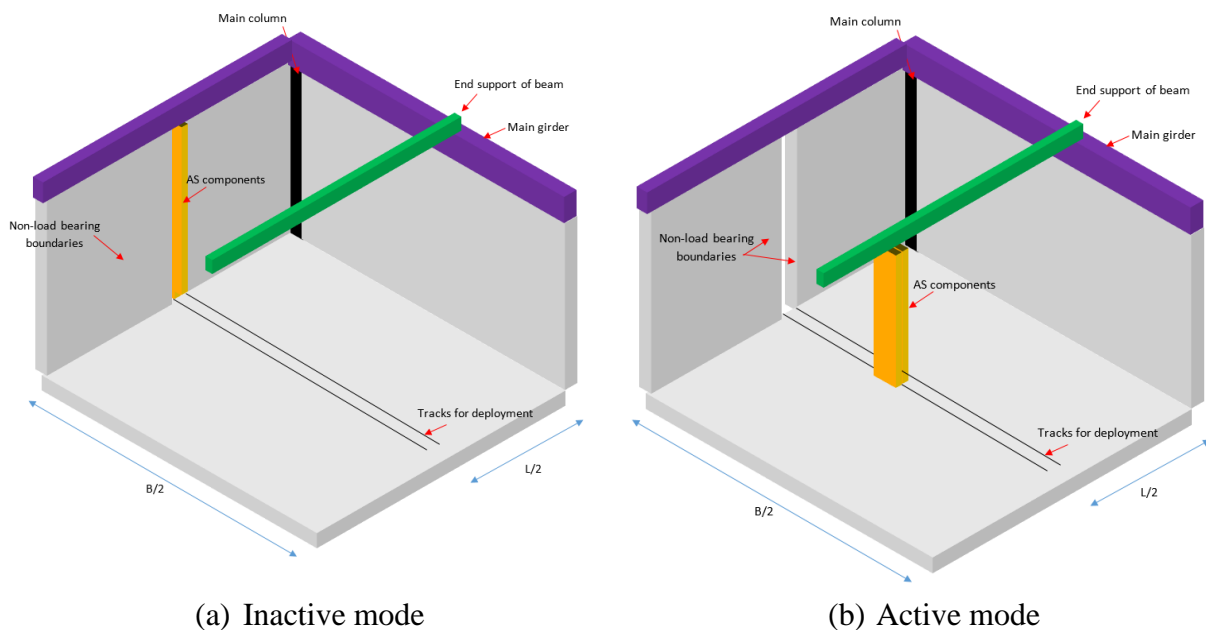 Main column
End support of beam
Main girder
AS components
Non-load bearing
boundaries
Tracks for deployment
L/2
B/2
(a) Inactive mode
Main column
End support of beam
Main girder
Non-load bearing
boundaries
AS components
Tracks for deployment
L/2
B/2
(b) Active mode